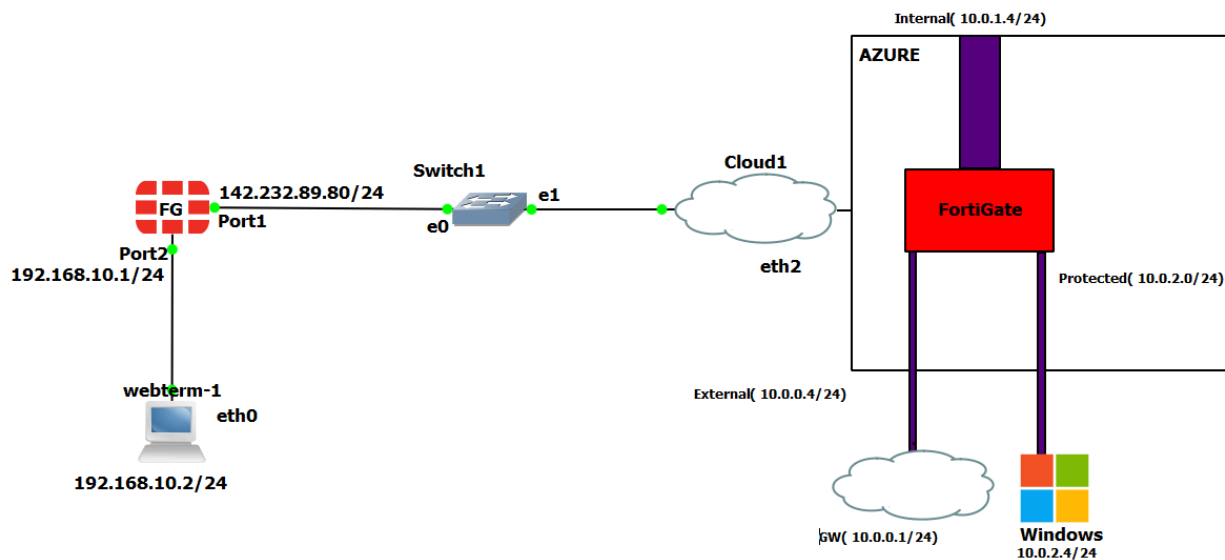 Internal( 10.0.1.4/24)
AZURE
Cloud1
Switch1
142.232.89.80/24
e1
FG
Port1
e0
FortiGate
Port2
eth2
192.168.10.1/24
Protected( 10.0.2.0/24)
webterm-1
External( 10.0.0.4/24)
eth0
192.168.10.2/24
GW( 10.0.0.1/24)
Windows
10.0.2.4/24